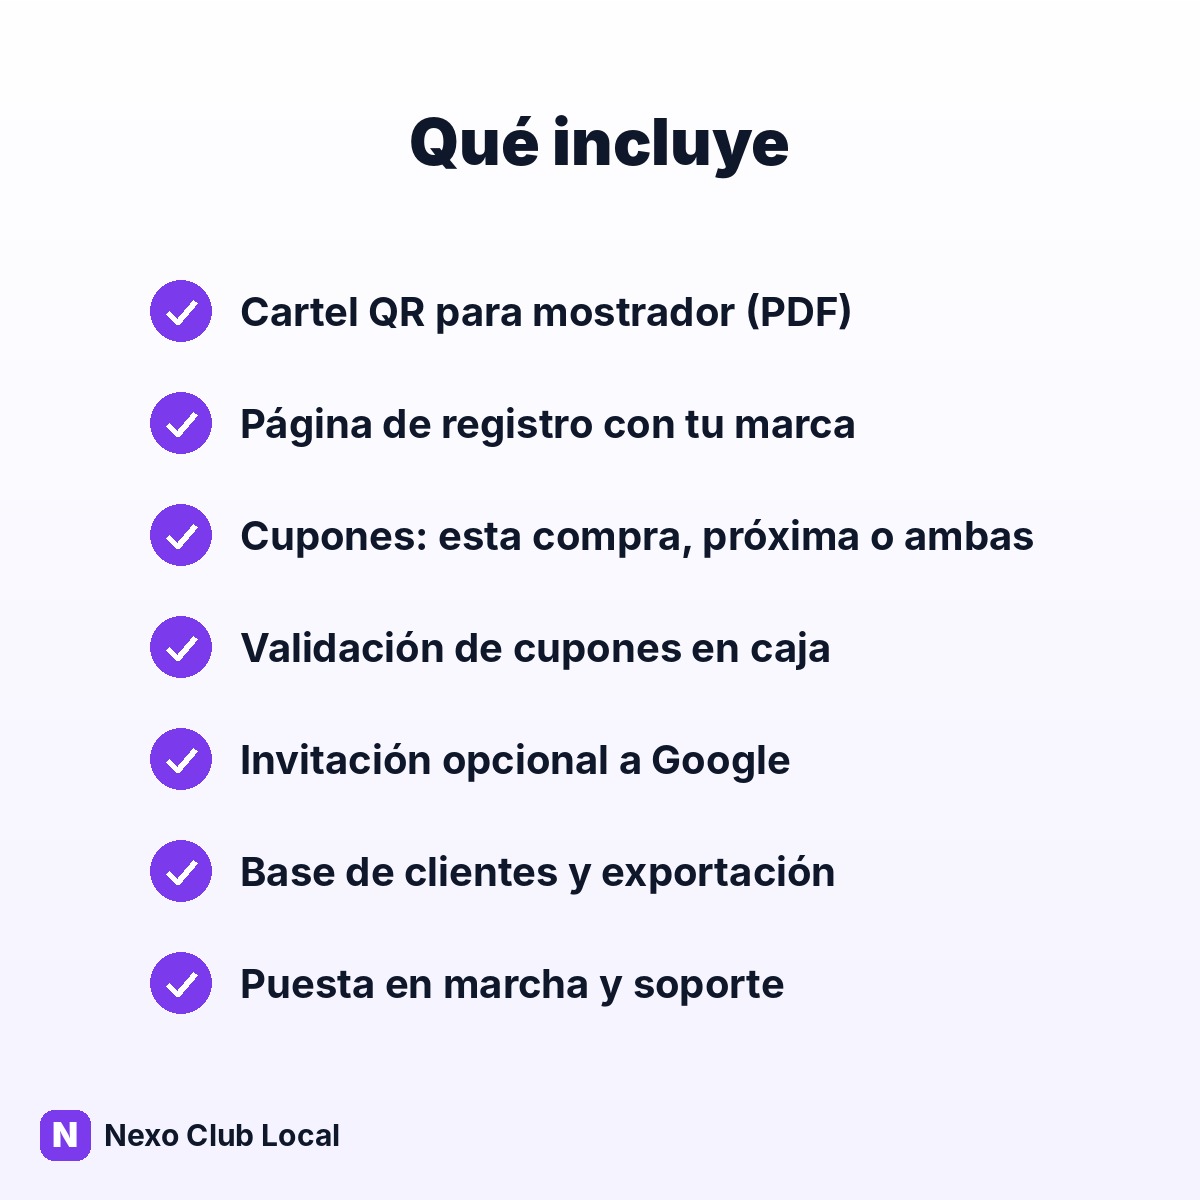 Qué incluye
Cartel QR para mostrador (PDF)
Página de registro con tu marca
Cupones: esta compra, próxima o ambas
Validación de cupones en caja
Invitación opcional a Google
Base de clientes y exportación
Puesta en marcha y soporte
N Nexo Club Local